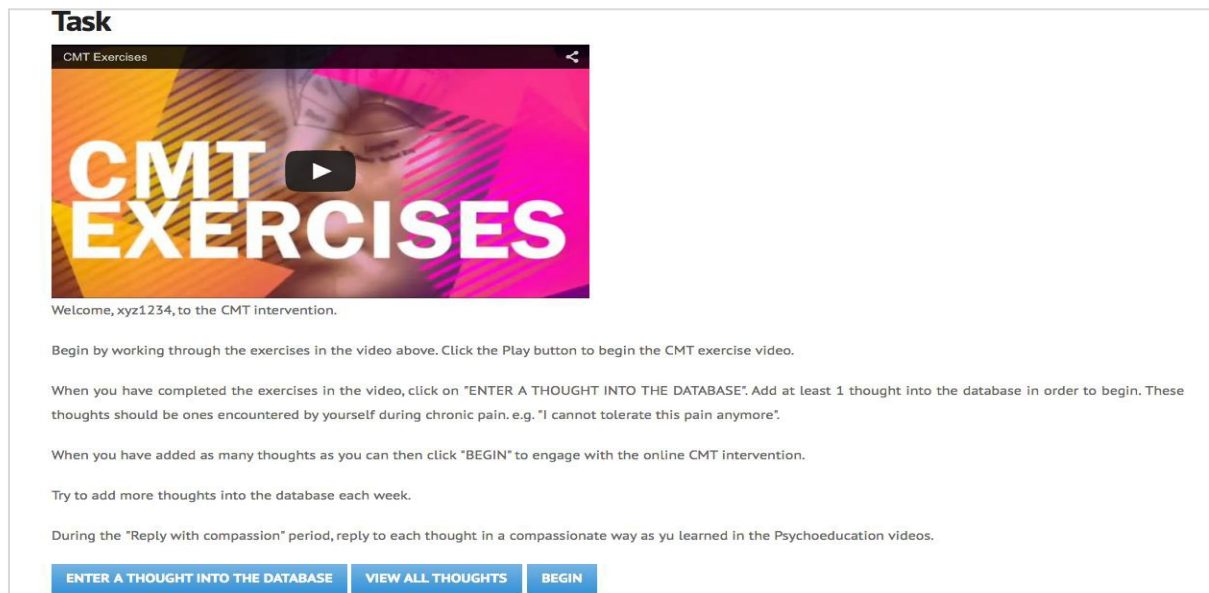 Task
CMT Exercises
CMT
EXERCISES
Welcome, xyz1234, to the CMT intervention.
Begin by working through the exercises in the video above. Click the Play button to begin the CMT exercise video.
When you have completed the exercises in the video, click on "ENTER A THOUGHT INTO THE DATABASE". Add at least 1 thought into the database in order to begin. These
thoughts should be ones encountered by yourself during chronic pain. e.g. "I cannot tolerate this pain anymore".
When you have added as many thoughts as you can then click "BEGIN" to engage with the online CMT intervention.
Try to add more thoughts into the database each week.
During the "Reply with compassion" period, reply to each thought in a compassionate way as yu learned in the Psychoeducation videos.
ENTER A THOUGHT INTO THE DATABASE VIEW ALL THOUGHTS BEGIN